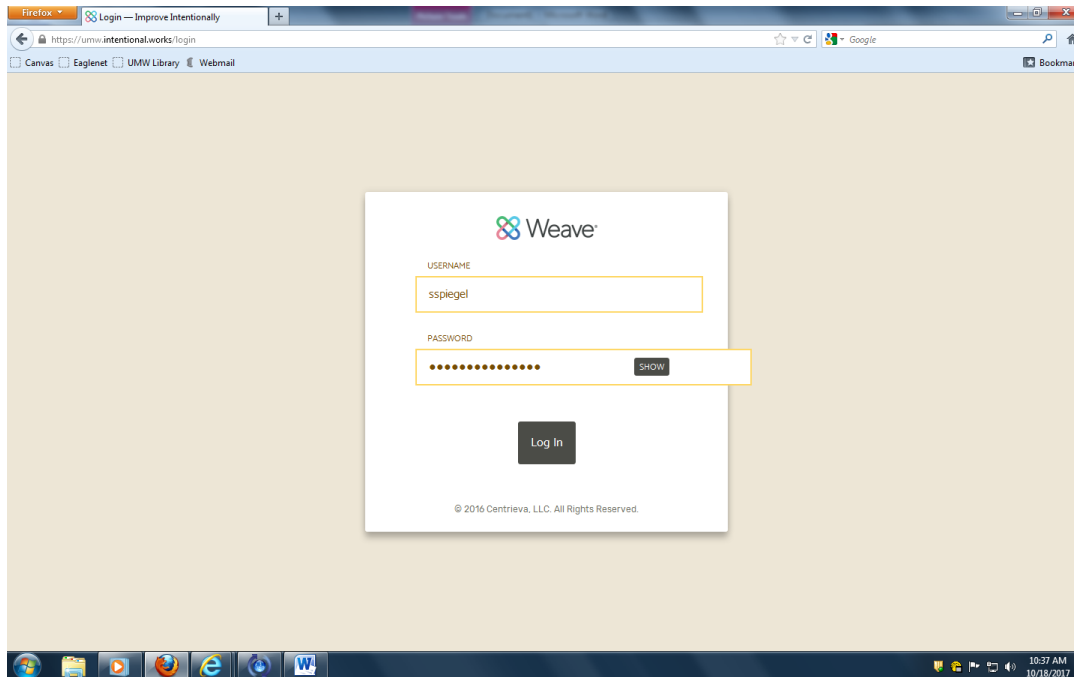 Firefox
Login — Improve Intentionally
https://umw.intentional.works/login
Google
Canvas
Eaglenet
UMW Library
Webmail
Bookmar
Weave®
USERNAME
sspiegel
PASSWORD
SHOW
Log In
© 2016 Centrieva, LLC. All Rights Reserved.
10:37 AM
10/18/2017